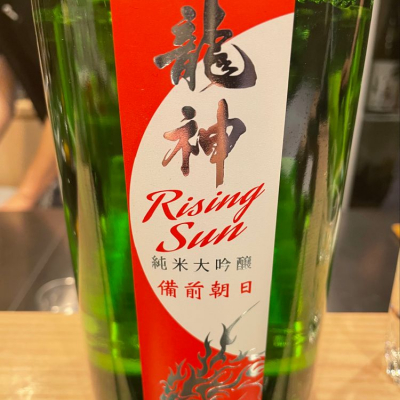 龍神
Rising
Sun
純米大吟醸
備前朝日